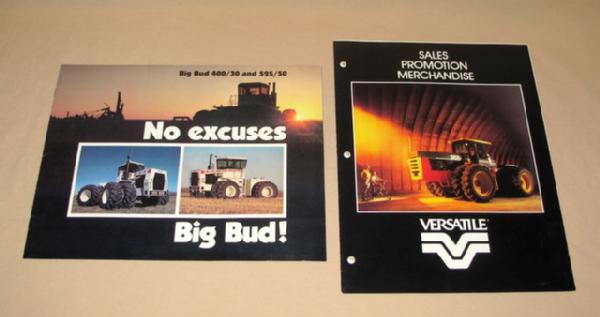 Big Bud 400/30 and 525/50
No excuses
Big Bud!
SALES
PROMOTION
MERCHANDISE
VERSATILE